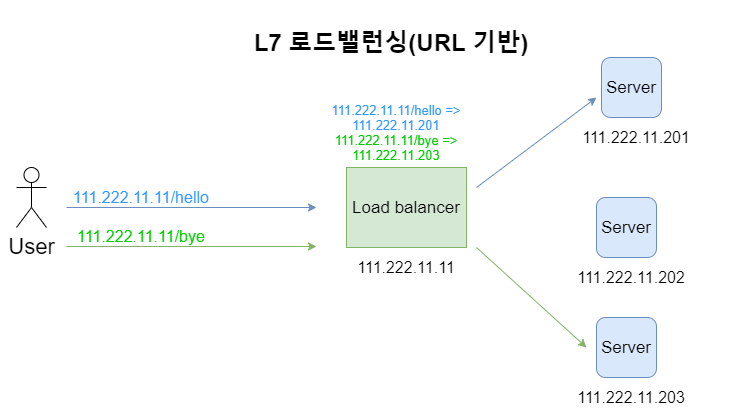 L7 로드밸런싱(URL 기반)
111.222.11.11/hello =>
111.222.11.201
111.222.11.11/bye =>
111.222.11.203
Server
111.222.11.201
111.222.11.11/hello
111.222.11.11/bye
User
Load balancer
111.222.11.11
Server
111.222.11.202
Server
111.222.11.203